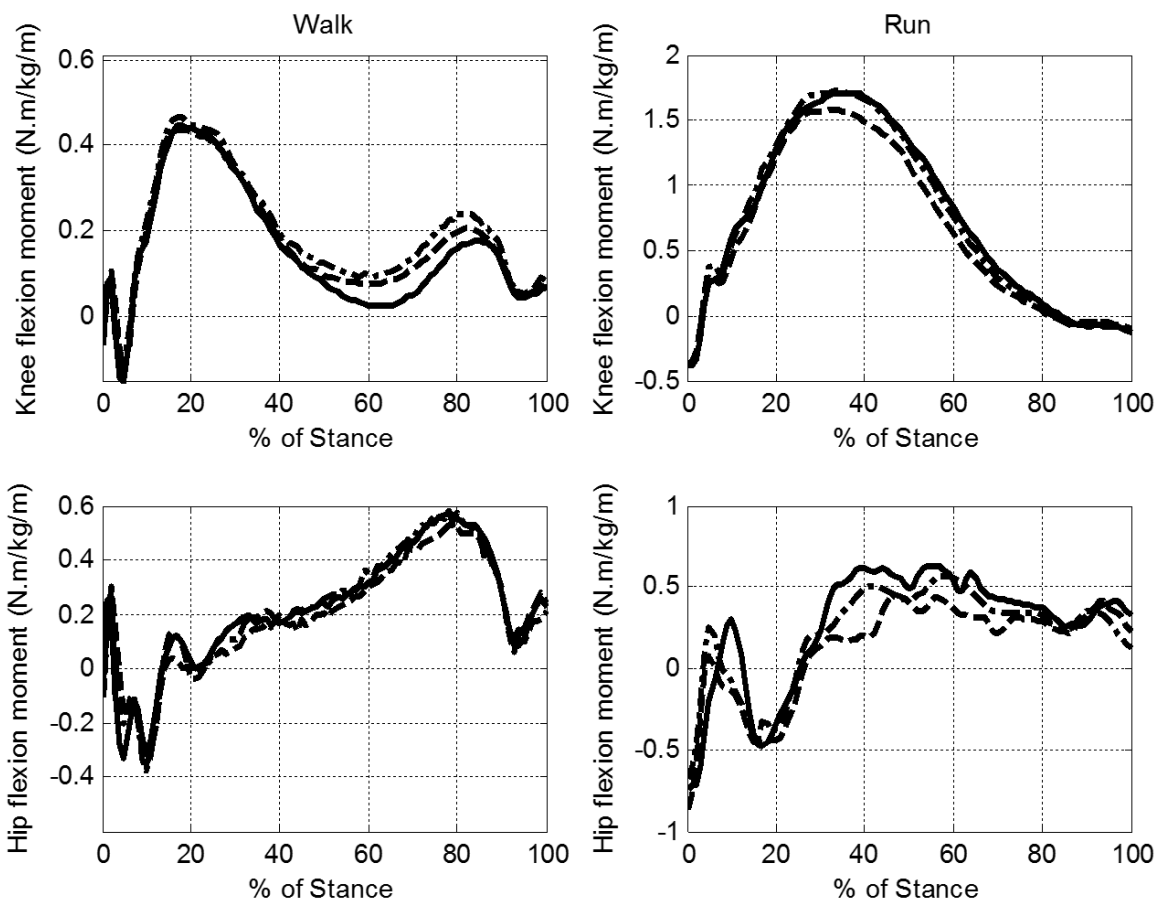 Walk
Knee flexion moment (N.m/kg/m)
0.6
0.4
0.2
0
0 20 40 60 80 100
% of Stance
Run
Knee flexion moment (N.m/kg/m)
2
1.5
1
0.5
0
-0.5
0 20 40 60 80 100
% of Stance
Hip flexion moment (N.m/kg/m)
0.6
0.4
0.2
0
-0.2
-0.4
0 20 40 60 80 100
% of Stance
Hip flexion moment (N.m/kg/m)
1
0.5
0
-0.5
-1
0 20 40 60 80 100
% of Stance